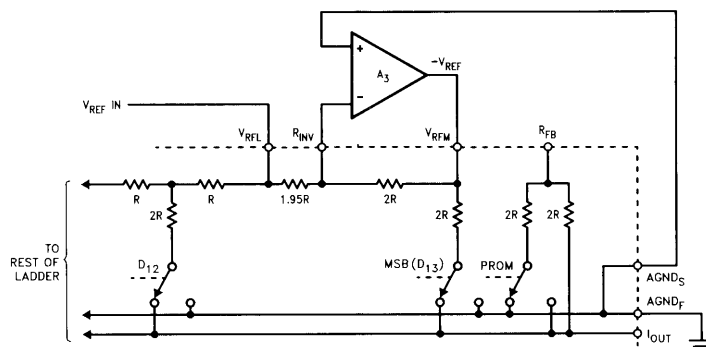 +
A3
−
−VREF
VREF IN
VRFL
RINV
VRFM
RFB
R
R
1.95R
2R
2R
2R
2R
2R
TO
REST OF
LADDER
D12
MSB (D13)
PROM
AGNDS
AGNDF
IOUT